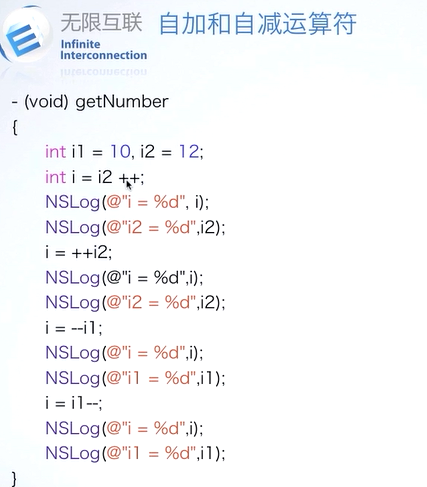 无限互联
Infinite
Interconnection
自加和自减运算符
- (void) getNumber
{
int i1 = 10, i2 = 12;
int i = i2 ++;
NSLog(@"i = %d", i);
NSLog(@"i2 = %d",i2);
i = ++i2;
NSLog(@"i = %d",i);
NSLog(@"i2 = %d",i2);
i = --i1;
NSLog(@"i = %d",i);
NSLog(@"i1 = %d",i1);
i = i1--;
NSLog(@"i = %d",i);
NSLog(@"i1 = %d",i1);
}